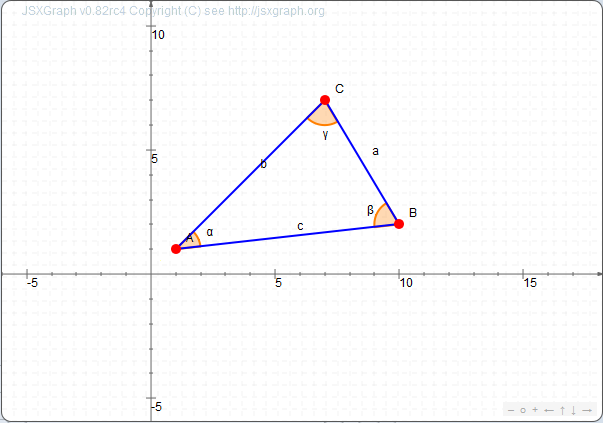 JSXGraph v0.82rc4 Copyright (C) see http://jsxgraph.org
10
C
γ
5
a
b
β
B
A
α
c
-5
5
10
15
-5
– o + ← ↑ ↓ →